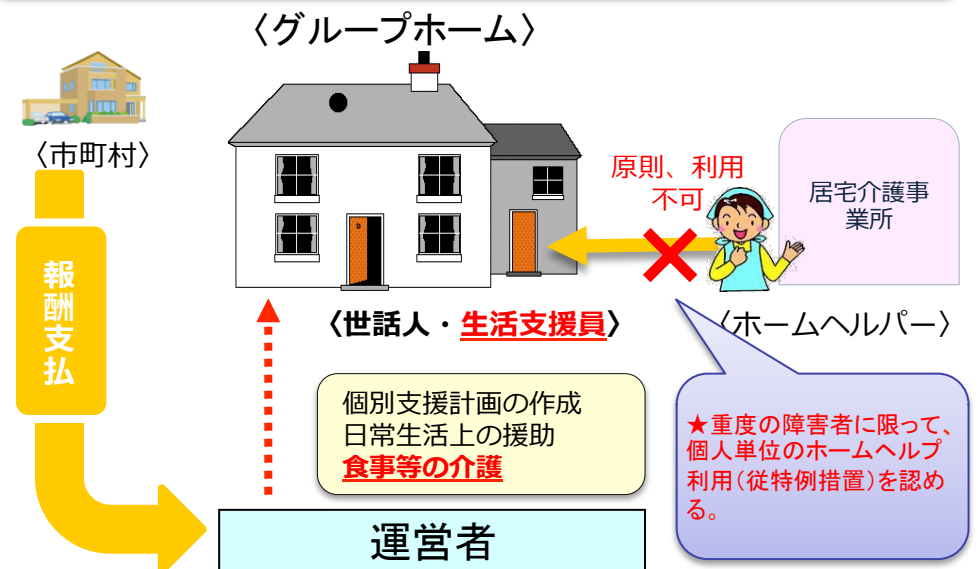 〈グループホーム〉
〈市町村〉
原則、利用
不可
居宅介護事
業所
報酬支払
〈世話人・生活支援員〉
〈ホームヘルパー〉
個別支援計画の作成
日常生活上の援助
食事等の介護
★重度の障害者に限って、
個人単位のホームヘルプ
利用（従特例措置）を認め
る。
運営者